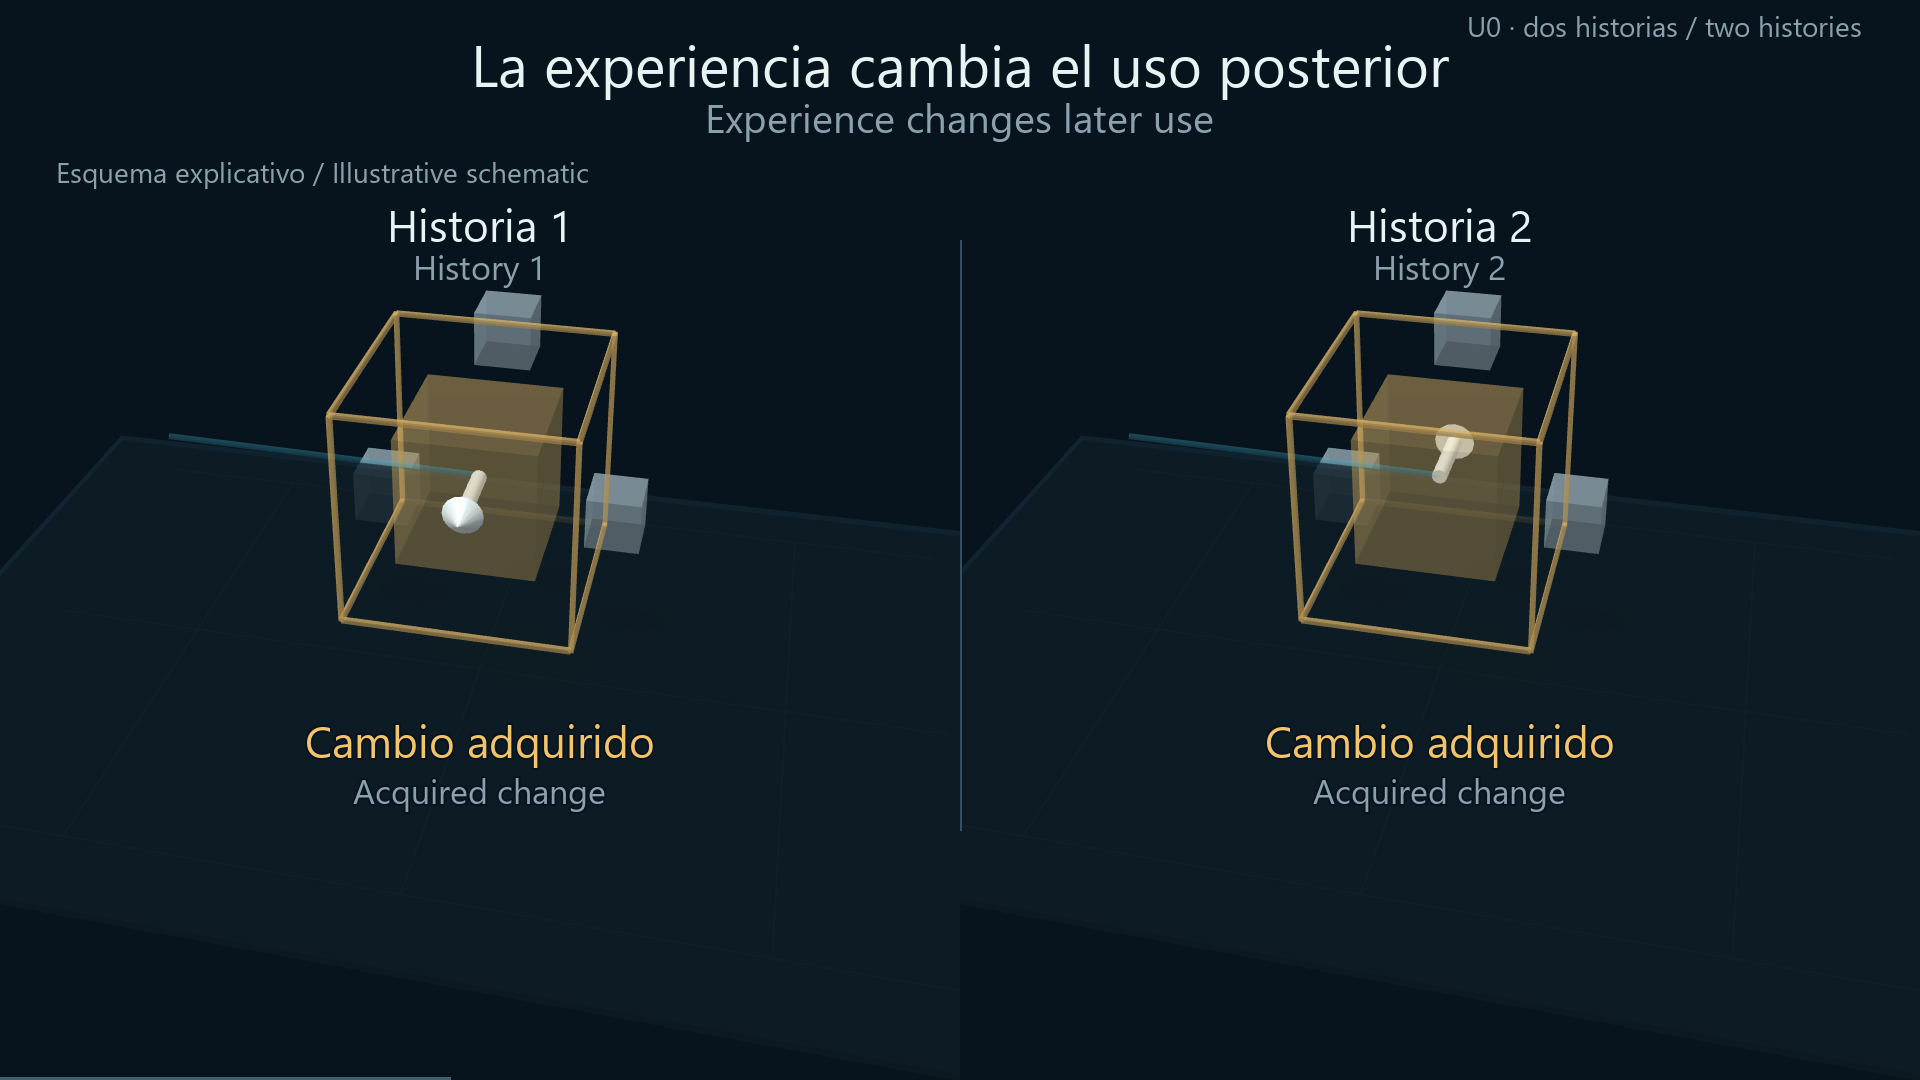 U0 · dos historias / two histories
La experiencia cambia el uso posterior
Experience changes later use
Esquema explicativo / Illustrative schematic
Historia 1
History 1
Historia 2
History 2
Cambio adquirido
Acquired change
Cambio adquirido
Acquired change